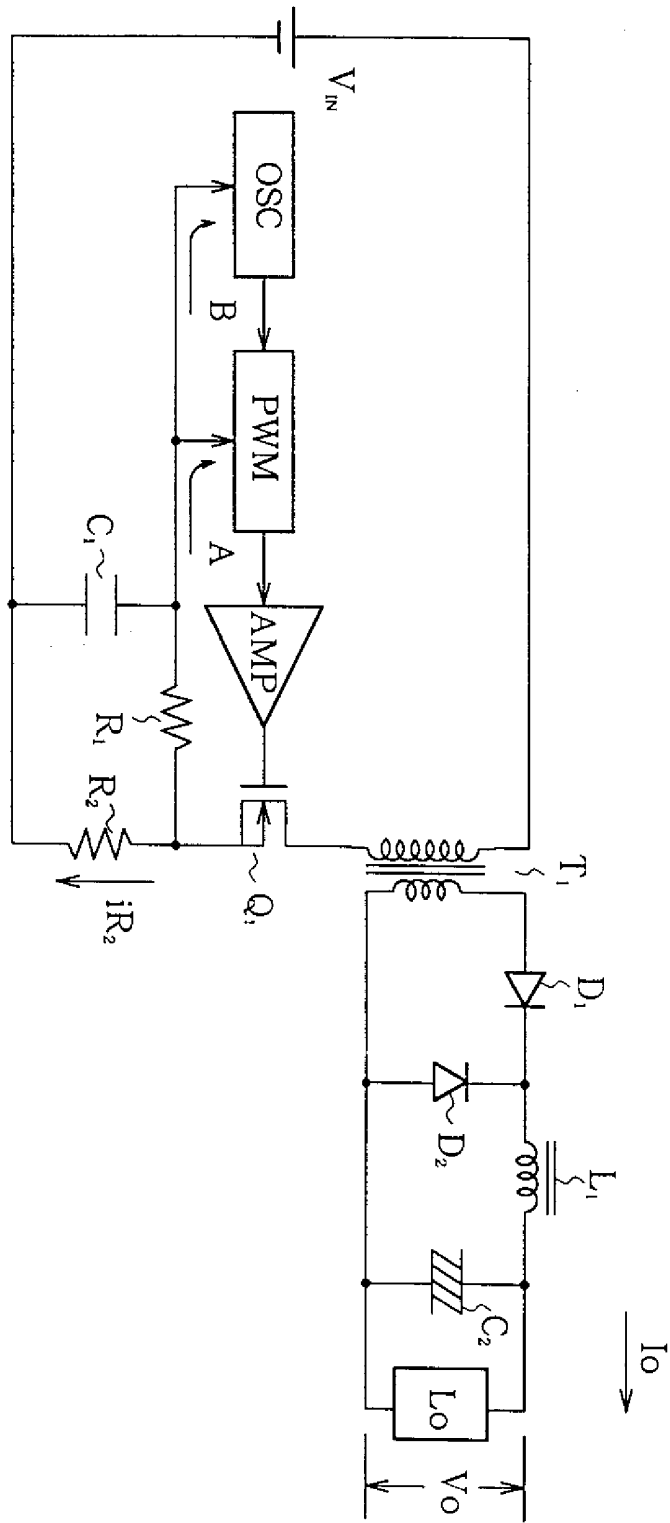 V_IN
OSC
B
PWM
A
AMP
C₁
R₁
R₂
iR₂
Q₁
T₁
D₁
D₂
L₁
C₂
Io
Lo
Vo